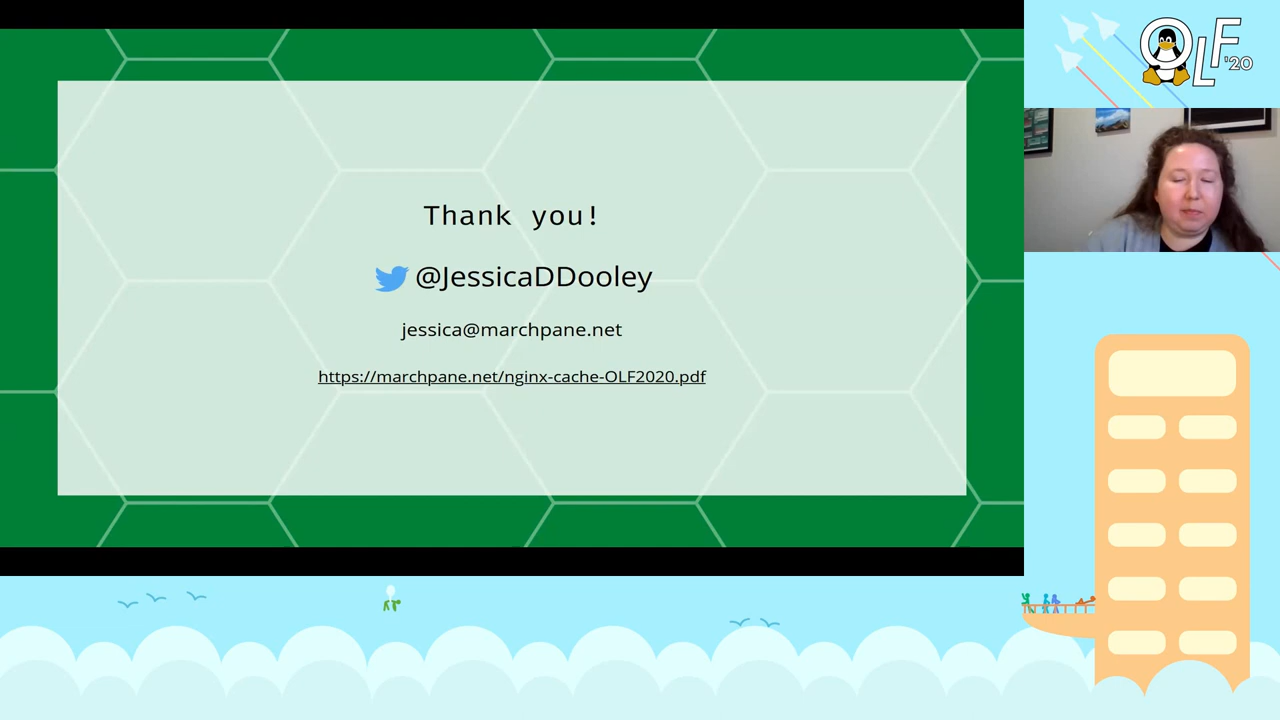 Thank you!
@JessicaDDooley
jessica@marchpane.net
https://marchpane.net/nginx-cache-OLF2020.pdf
OLF '20